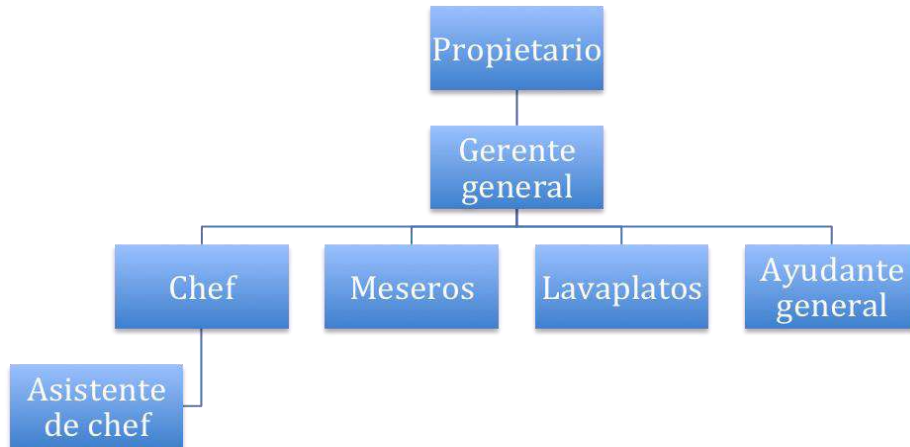 Propietario
Gerente
general
Chef
Meseros
Lavaplatos
Ayudante
general
Asistente
de chef